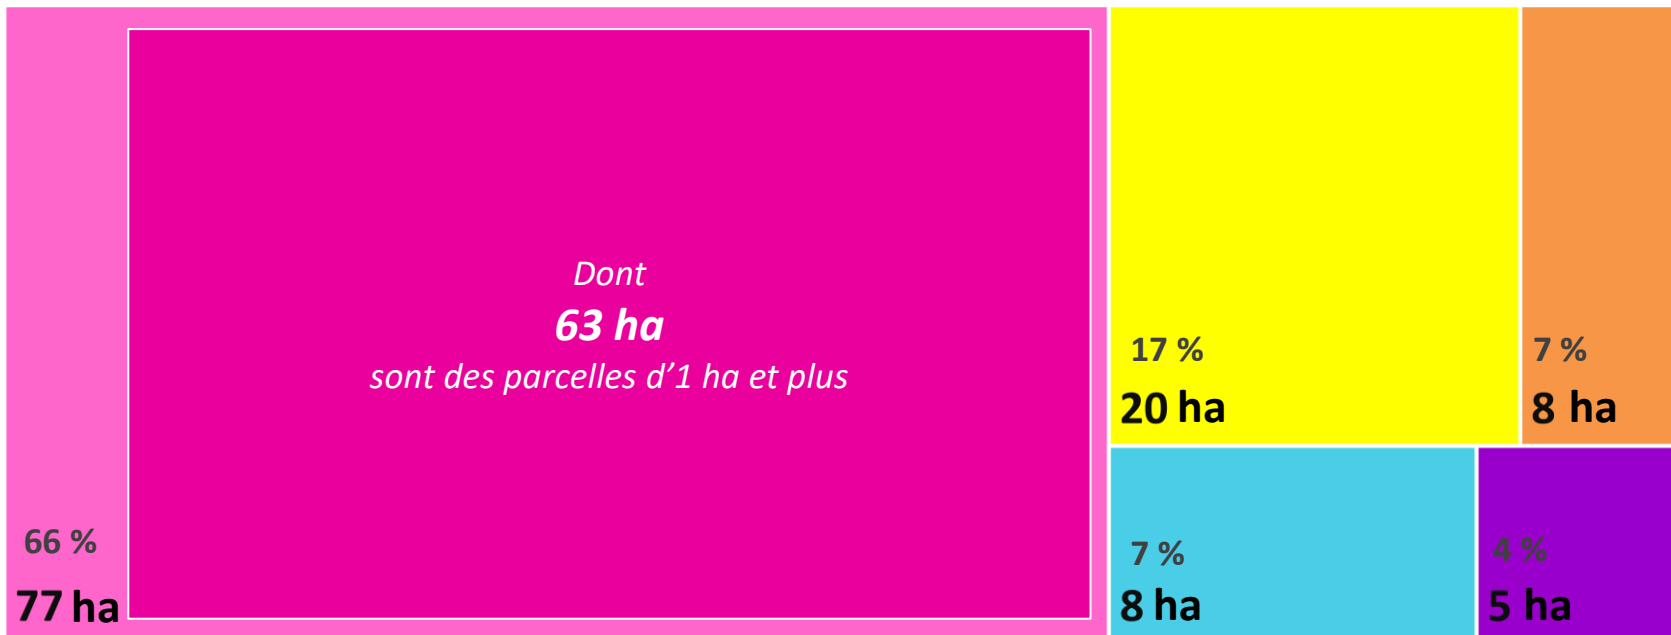 Dont
63 ha
sont des parcelles d’1 ha et plus
66 %
77 ha
17 %
20 ha
7 %
8 ha
7 %
8 ha
4 %
5 ha